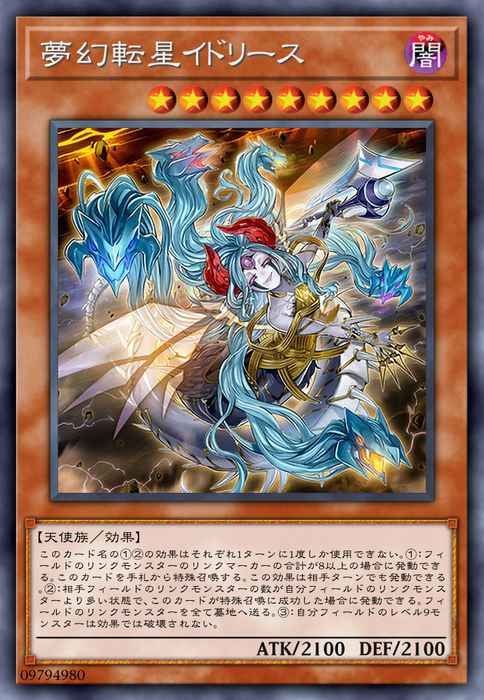 夢幻転星イドリース
やみ
闇
【天使族／効果】
このカード名の①②の効果はそれぞれ1ターンに1度しか使用できない。①：フィ
ールドのリンクモンスターのリンクマーカーの合計が8以上の場合に発動でき
る。このカードを手札から特殊召喚する。この効果は相手ターンでも発動できる
。②：相手フィールドのリンクモンスターの数が自分フィールドのリンクモンス
ターより多い状態で、このカードが特殊召喚に成功した場合に発動できる。フィ
ールドのリンクモンスターを全て墓地へ送る。③：自分フィールドのレベル9モ
ンスターは効果では破壊されない。
ATK/2100 DEF/2100
09794980